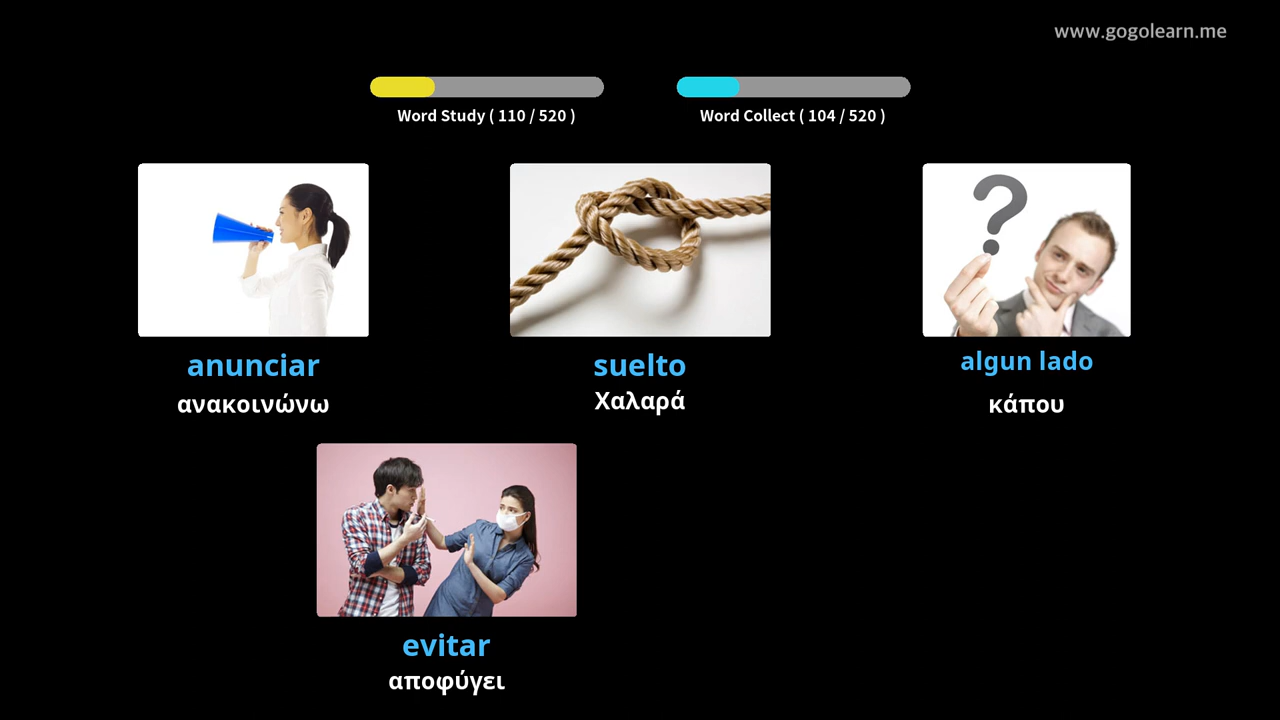 www.gogolearn.me
Word Study ( 110 / 520 )
Word Collect ( 104 / 520 )
anunciar
ανακοινώνω
suelto
Χαλαρά
algun lado
κάπου
evitar
αποφύγει